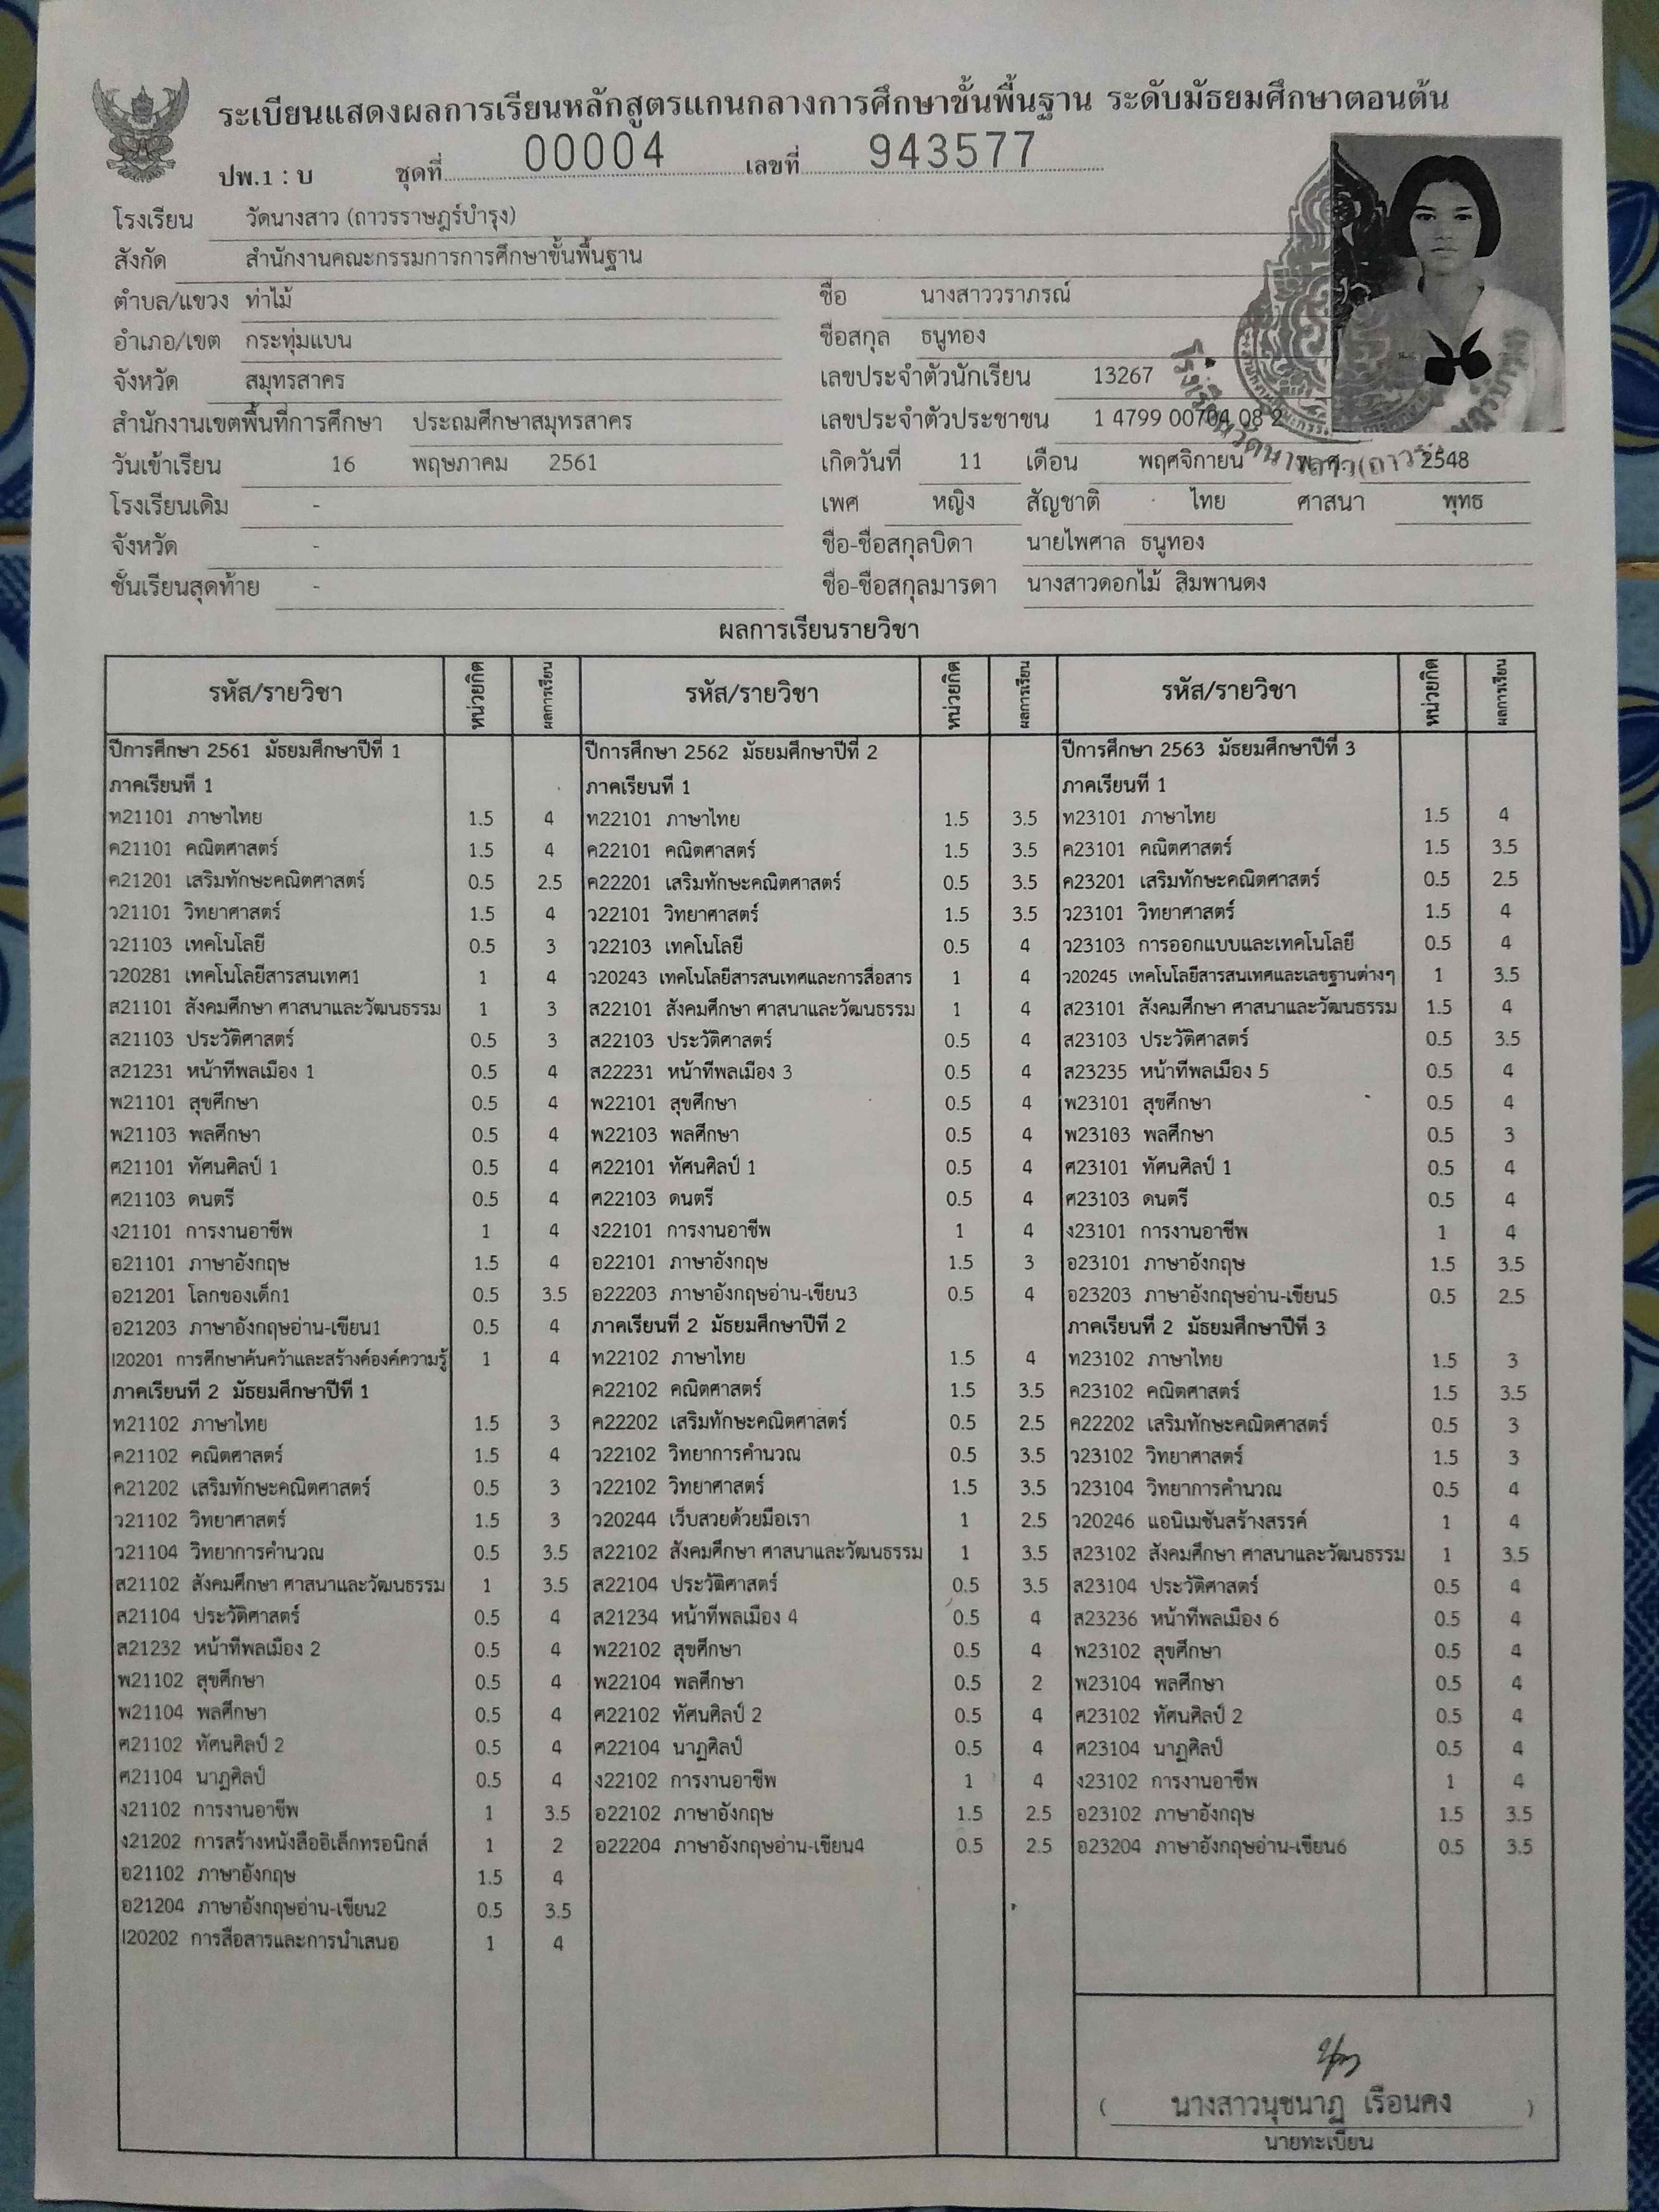 ระเบียนแสดงผลการเรียนหลักสูตรแกนกลางการศึกษาขั้นพื้นฐาน ระดับมัธยมศึกษาตอนต้น
ปพ.1 : บ ชุดที่ 00004 เลขที่ 943577
โรงเรียน วัดนางสาว (ถาวรราษฎร์บำรุง)
สังกัด สำนักงานคณะกรรมการการศึกษาขั้นพื้นฐาน
ตำบล/แขวง ท่าไม้
อำเภอ/เขต กระทุ่มแบน
จังหวัด สมุทรสาคร
สำนักงานเขตพื้นที่การศึกษา ประถมศึกษาสมุทรสาคร
วันเข้าเรียน 16 พฤษภาคม 2561
โรงเรียนเดิม -
จังหวัด -
ชั้นเรียนสุดท้าย -
ชื่อ นางสาววราภรณ์
ชื่อสกุล ธนูทอง
เลขประจำตัวนักเรียน 13267
เลขประจำตัวประชาชน 1 4799 00704 08 2
เกิดวันที่ 11 เดือน พฤศจิกายน พ.ศ. 2548
เพศ หญิง สัญชาติ ไทย ศาสนา พุทธ
ชื่อ-ชื่อสกุลบิดา นายไพศาล ธนูทอง
ชื่อ-ชื่อสกุลมารดา นางสาวดอกไม้ สิมพานดง
ผลการเรียนรายวิชา
รหัส/รายวิชา หน่วยกิต ผลการเรียน
ปีการศึกษา 2561 มัธยมศึกษาปีที่ 1
ภาคเรียนที่ 1
ท21101 ภาษาไทย 1.5 4
ค21101 คณิตศาสตร์ 1.5 4
ค21201 เสริมทักษะคณิตศาสตร์ 0.5 2.5
ว21101 วิทยาศาสตร์ 1.5 4
ว21103 เทคโนโลยี 0.5 3
ว20281 เทคโนโลยีสารสนเทศ1 1 4
ส21101 สังคมศึกษา ศาสนาและวัฒนธรรม 1 3
ส21103 ประวัติศาสตร์ 0.5 3
ส21231 หน้าที่พลเมือง 1 0.5 4
พ21101 สุขศึกษา 0.5 4
พ21103 พลศึกษา 0.5 4
ศ21101 ทัศนศิลป์ 1 0.5 4
ศ21103 ดนตรี 0.5 4
ง21101 การงานอาชีพ 1 4
อ21101 ภาษาอังกฤษ 1.5 4
อ21201 โลกของเด็ก1 0.5 3.5
อ21203 ภาษาอังกฤษอ่าน-เขียน1 0.5 4
I20201 การศึกษาค้นคว้าและสร้างค์องค์ความรู้ 1 4
ภาคเรียนที่ 2 มัธยมศึกษาปีที่ 1
ท21102 ภาษาไทย 1.5 3
ค21102 คณิตศาสตร์ 1.5 4
ค21202 เสริมทักษะคณิตศาสตร์ 0.5 3
ว21102 วิทยาศาสตร์ 1.5 3
ว21104 วิทยาการคำนวณ 0.5 3.5
ส21102 สังคมศึกษา ศาสนาและวัฒนธรรม 1 3.5
ส21104 ประวัติศาสตร์ 0.5 4
ส21232 หน้าที่พลเมือง 2 0.5 4
พ21102 สุขศึกษา 0.5 4
พ21104 พลศึกษา 0.5 4
ศ21102 ทัศนศิลป์ 2 0.5 4
ศ21104 นาฏศิลป์ 0.5 4
ง21102 การงานอาชีพ 1 3.5
ง21202 การสร้างหนังสืออิเล็กทรอนิกส์ 1 2
อ21102 ภาษาอังกฤษ 1.5 4
อ21204 ภาษาอังกฤษอ่าน-เขียน2 0.5 3.5
I20202 การสื่อสารและการนำเสนอ 1 4
รหัส/รายวิชา หน่วยกิต ผลการเรียน
ปีการศึกษา 2562 มัธยมศึกษาปีที่ 2
ภาคเรียนที่ 1
ท22101 ภาษาไทย 1.5 3.5
ค22101 คณิตศาสตร์ 1.5 3.5
ค22201 เสริมทักษะคณิตศาสตร์ 0.5 3.5
ว22101 วิทยาศาสตร์ 1.5 3.5
ว22103 เทคโนโลยี 0.5 4
ว20243 เทคโนโลยีสารสนเทศและการสื่อสาร 1 4
ส22101 สังคมศึกษา ศาสนาและวัฒนธรรม 1 4
ส22103 ประวัติศาสตร์ 0.5 4
ส22231 หน้าที่พลเมือง 3 0.5 4
พ22101 สุขศึกษา 0.5 4
พ22103 พลศึกษา 0.5 4
ศ22101 ทัศนศิลป์ 1 0.5 4
ศ22103 ดนตรี 0.5 4
ง22101 การงานอาชีพ 1 4
อ22101 ภาษาอังกฤษ 1.5 3
อ22203 ภาษาอังกฤษอ่าน-เขียน3 0.5 4
ภาคเรียนที่ 2 มัธยมศึกษาปีที่ 2
ท22102 ภาษาไทย 1.5 4
ค22102 คณิตศาสตร์ 1.5 3.5
ค22202 เสริมทักษะคณิตศาสตร์ 0.5 2.5
ว22102 วิทยาการคำนวณ 0.5 3.5
ว22102 วิทยาศาสตร์ 1.5 3.5
ว20244 เว็บสวยด้วยมือเรา 1 2.5
ส22102 สังคมศึกษา ศาสนาและวัฒนธรรม 1 3.5
ส22104 ประวัติศาสตร์ 0.5 3.5
ส21234 หน้าที่พลเมือง 4 0.5 4
พ22102 สุขศึกษา 0.5 4
พ22104 พลศึกษา 0.5 2
ศ22102 ทัศนศิลป์ 2 0.5 4
ศ22104 นาฏศิลป์ 0.5 4
ง22102 การงานอาชีพ 1 4
อ22102 ภาษาอังกฤษ 1.5 2.5
อ22204 ภาษาอังกฤษอ่าน-เขียน4 0.5 2.5
รหัส/รายวิชา หน่วยกิต ผลการเรียน
ปีการศึกษา 2563 มัธยมศึกษาปีที่ 3
ภาคเรียนที่ 1
ท23101 ภาษาไทย 1.5 4
ค23101 คณิตศาสตร์ 1.5 3.5
ค23201 เสริมทักษะคณิตศาสตร์ 0.5 2.5
ว23101 วิทยาศาสตร์ 1.5 4
ว23103 การออกแบบและเทคโนโลยี 0.5 4
ว20245 เทคโนโลยีสารสนเทศและเลขฐานต่างๆ 1 3.5
ส23101 สังคมศึกษา ศาสนาและวัฒนธรรม 1.5 4
ส23103 ประวัติศาสตร์ 0.5 3.5
ส23235 หน้าที่พลเมือง 5 0.5 4
พ23101 สุขศึกษา 0.5 4
พ23103 พลศึกษา 0.5 3
ศ23101 ทัศนศิลป์ 1 0.5 4
ศ23103 ดนตรี 0.5 4
ง23101 การงานอาชีพ 1 4
อ23101 ภาษาอังกฤษ 1.5 3.5
อ23203 ภาษาอังกฤษอ่าน-เขียน5 0.5 2.5
ภาคเรียนที่ 2 มัธยมศึกษาปีที่ 3
ท23102 ภาษาไทย 1.5 3
ค23102 คณิตศาสตร์ 1.5 3.5
ค22202 เสริมทักษะคณิตศาสตร์ 0.5 3
ว23102 วิทยาศาสตร์ 1.5 3
ว23104 วิทยาการคำนวณ 0.5 4
ว20246 แอนิเมชันสร้างสรรค์ 1 4
ส23102 สังคมศึกษา ศาสนาและวัฒนธรรม 1 3.5
ส23104 ประวัติศาสตร์ 0.5 4
ส23236 หน้าที่พลเมือง 6 0.5 4
พ23102 สุขศึกษา 0.5 4
พ23104 พลศึกษา 0.5 4
ศ23102 ทัศนศิลป์ 2 0.5 4
ศ23104 นาฏศิลป์ 0.5 4
ง23102 การงานอาชีพ 1 4
อ23102 ภาษาอังกฤษ 1.5 3.5
อ23204 ภาษาอังกฤษอ่าน-เขียน6 0.5 3.5
( นางสาวนุชนาฏ เรือนคง )
นายทะเบียน